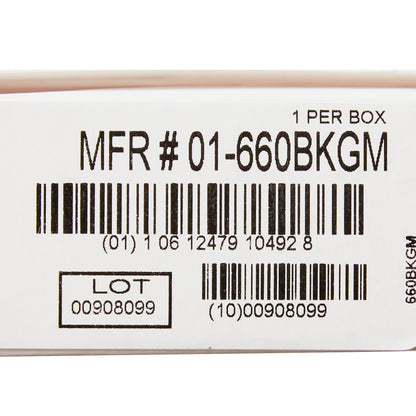 1 PER BOX
MFR # 01-660BKGM
(01) 1 06 12479 10492 8
LOT
00908099
(10)00908099
660BKGM